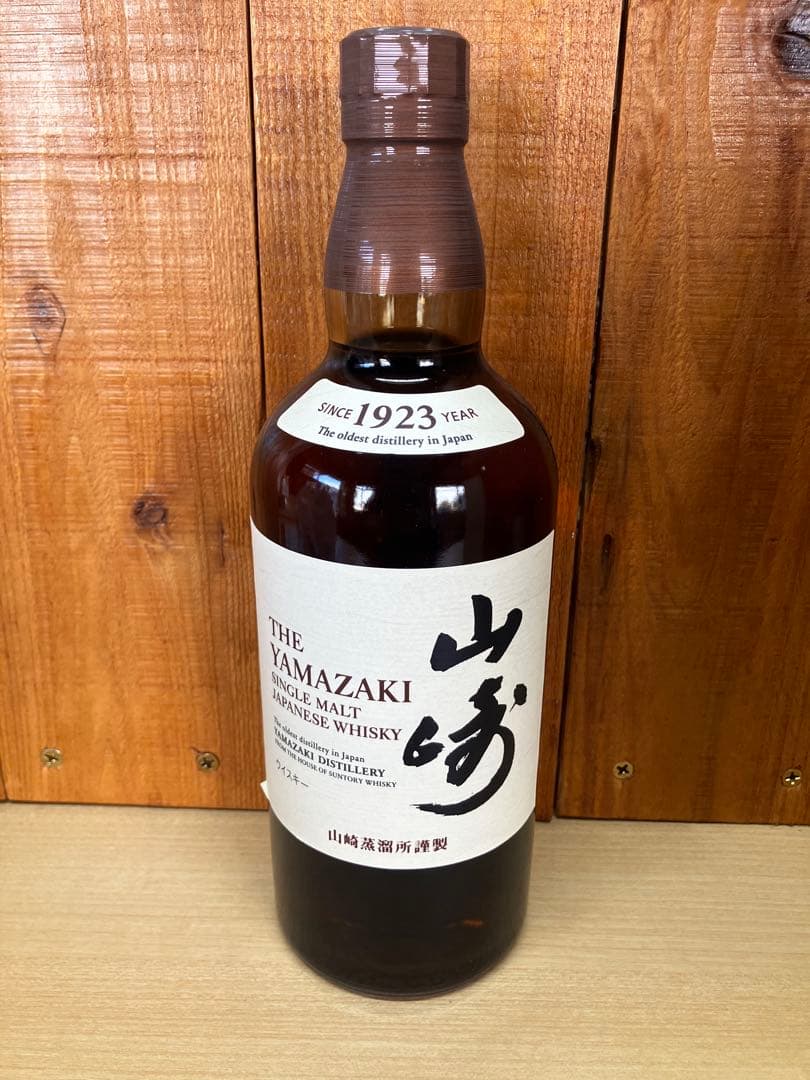 SINCE 1923 YEAR
The oldest distillery in Japan
THE
YAMAZAKI
SINGLE MALT
JAPANESE WHISKY
The oldest distillery in Japan
YAMAZAKI DISTILLERY
FROM THE HOUSE OF SUNTORY WHISKY
ウイスキー
山崎
山崎蒸溜所謹製